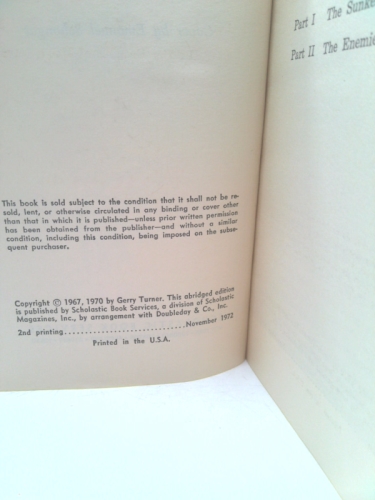 This book is sold subject to the condition that it shall not be re-
sold, lent, or otherwise circulated in any binding or cover other
than that in which it is published—unless prior written permission
has been obtained from the publisher—and without a similar
condition, including this condition, being imposed on the subse-
quent purchaser.
Copyright © 1967, 1970 by Gerry Turner. This abridged edition
is published by Scholastic Book Services, a division of Scholastic
Magazines, Inc., by arrangement with Doubleday & Co., Inc.
2nd printing..............................November 1972
Printed in the U.S.A.
Part I The Sunke
Part II The Enemie